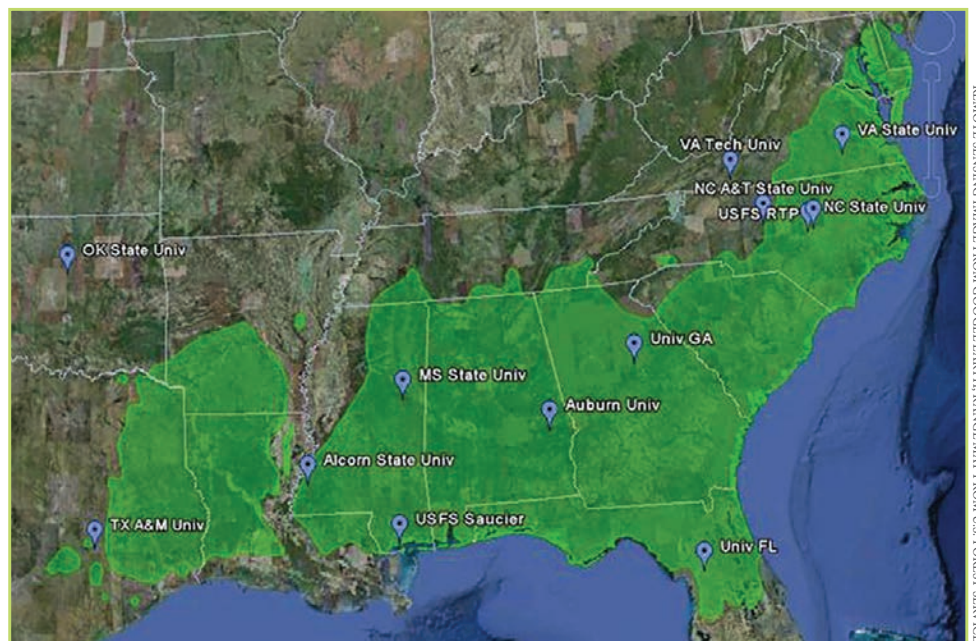 VA State Univ
VA Tech Univ
NC A&T State Univ
USFS RTP
NC State Univ
OK State Univ
Univ GA
MS State Univ
Auburn Univ
Alcorn State Univ
TX A&M Univ
USFS Saucier
Univ FL